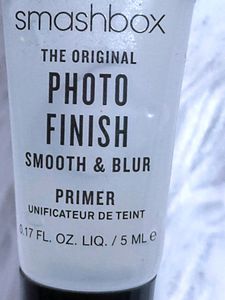 smashbox
THE ORIGINAL
PHOTO
FINISH
SMOOTH & BLUR
PRIMER
UNIFICATEUR DE TEINT
0.17 FL. OZ. LIQ. / 5 ML e